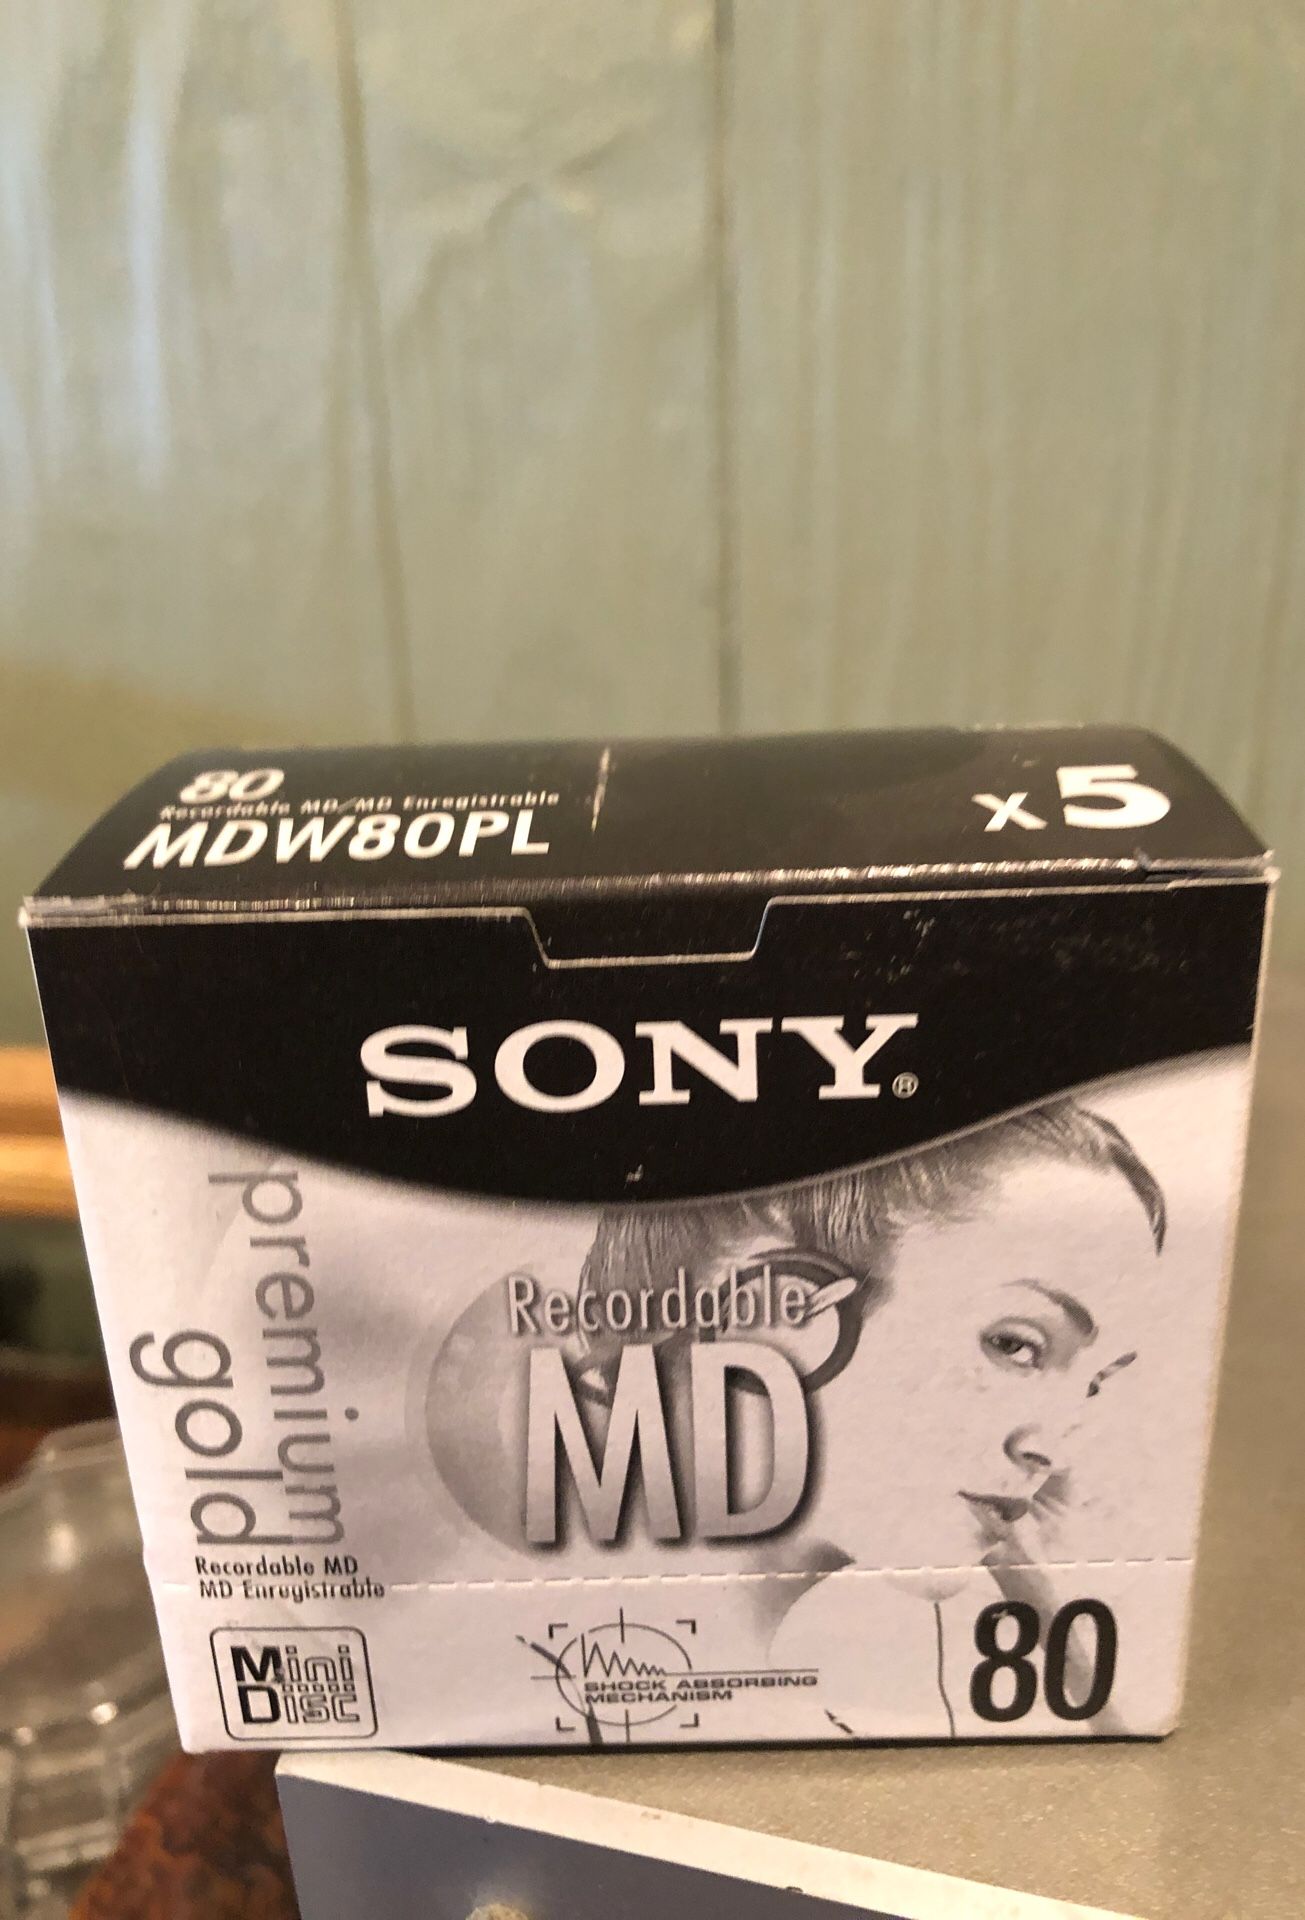 80
Recordable MD/MD Enregistrable
MDW80PL
x5
SONY®
premium
gold
Recordable
MD
Recordable MD
MD Enregistrable
Mini
Disc
SHOCK ABSORBING
MECHANISM
80